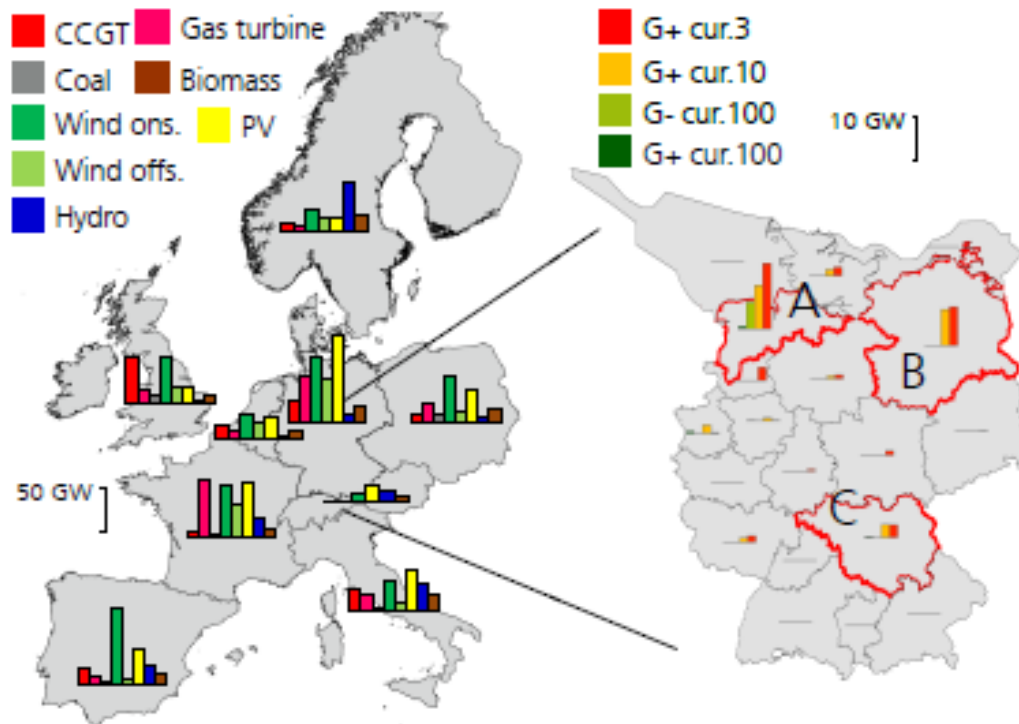 CCGT
Gas turbine
Coal
Biomass
Wind ons.
PV
Wind offs.
Hydro
50 GW
G+ cur.3
G+ cur.10
G- cur.100
G+ cur.100
10 GW
A
B
C